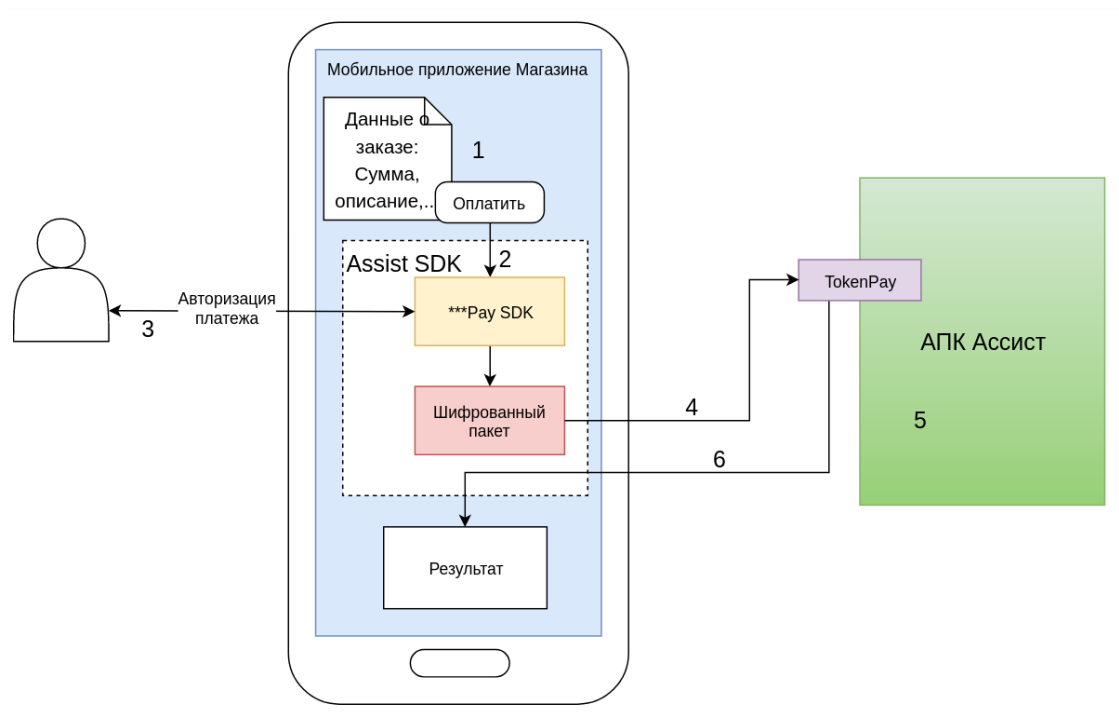 Мобильное приложение Магазина
Данные о
заказе:
Сумма,
описание,..
1
Оплатить
2
Assist SDK
***Pay SDK
Авторизация
платежа
3
Шифрованный
пакет
4
TokenPay
АПК Ассист
5
6
Результат